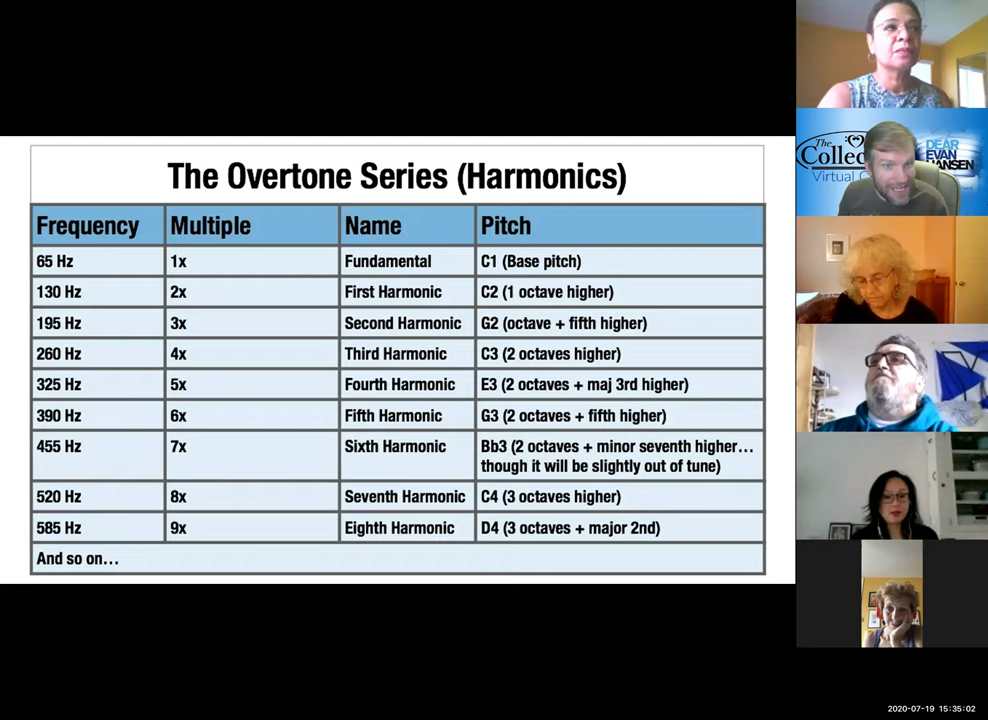 The Overtone Series (Harmonics)
Frequency Multiple Name Pitch
65 Hz 1x Fundamental C1 (Base pitch)
130 Hz 2x First Harmonic C2 (1 octave higher)
195 Hz 3x Second Harmonic G2 (octave + fifth higher)
260 Hz 4x Third Harmonic C3 (2 octaves higher)
325 Hz 5x Fourth Harmonic E3 (2 octaves + maj 3rd higher)
390 Hz 6x Fifth Harmonic G3 (2 octaves + fifth higher)
455 Hz 7x Sixth Harmonic Bb3 (2 octaves + minor seventh higher…
though it will be slightly out of tune)
520 Hz 8x Seventh Harmonic C4 (3 octaves higher)
585 Hz 9x Eighth Harmonic D4 (3 octaves + major 2nd)
And so on…
The
Virtual
DEAR
EVAN
HANSEN
2020-07-19 15:35:02